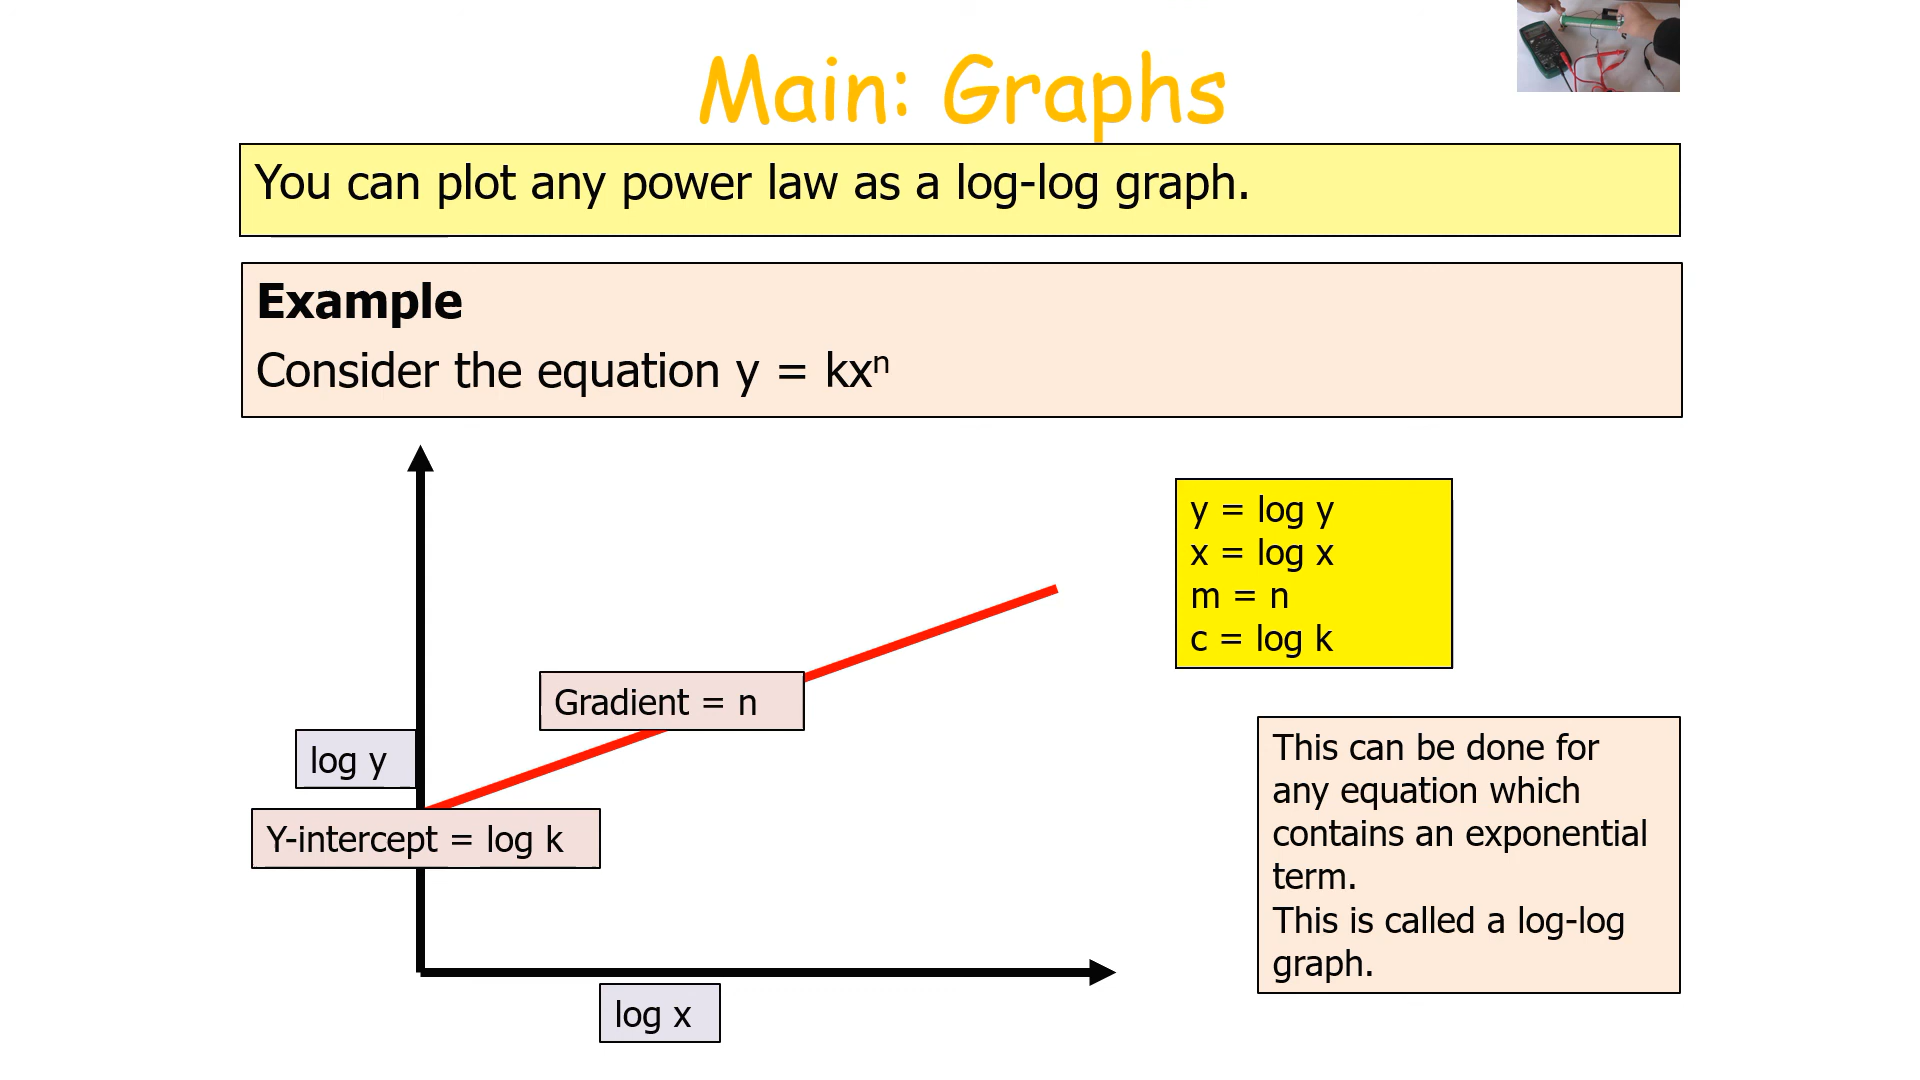 Main: Graphs
You can plot any power law as a log-log graph.
Example
Consider the equation y = kxⁿ
y = log y
x = log x
m = n
c = log k
Gradient = n
log y
Y-intercept = log k
This can be done for
any equation which
contains an exponential
term.
This is called a log-log
graph.
log x